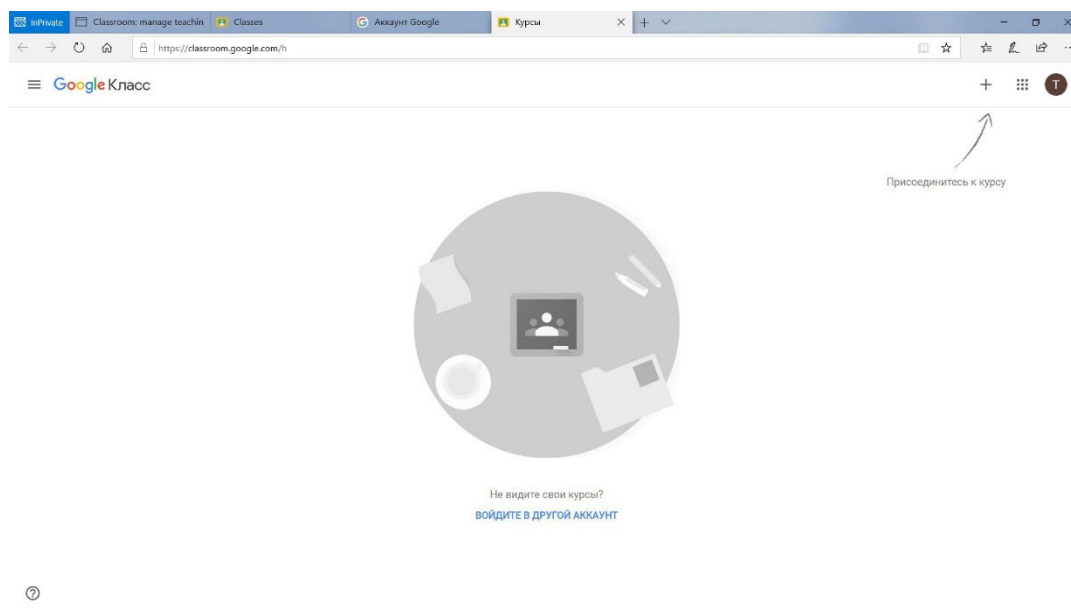 InPrivate Classroom: manage teachin Classes Аккаунт Google Курсы
https://classroom.google.com/h
Google Класс T
Присоединитесь к курсу
Не видите свои курсы?
ВОЙДИТЕ В ДРУГОЙ АККАУНТ